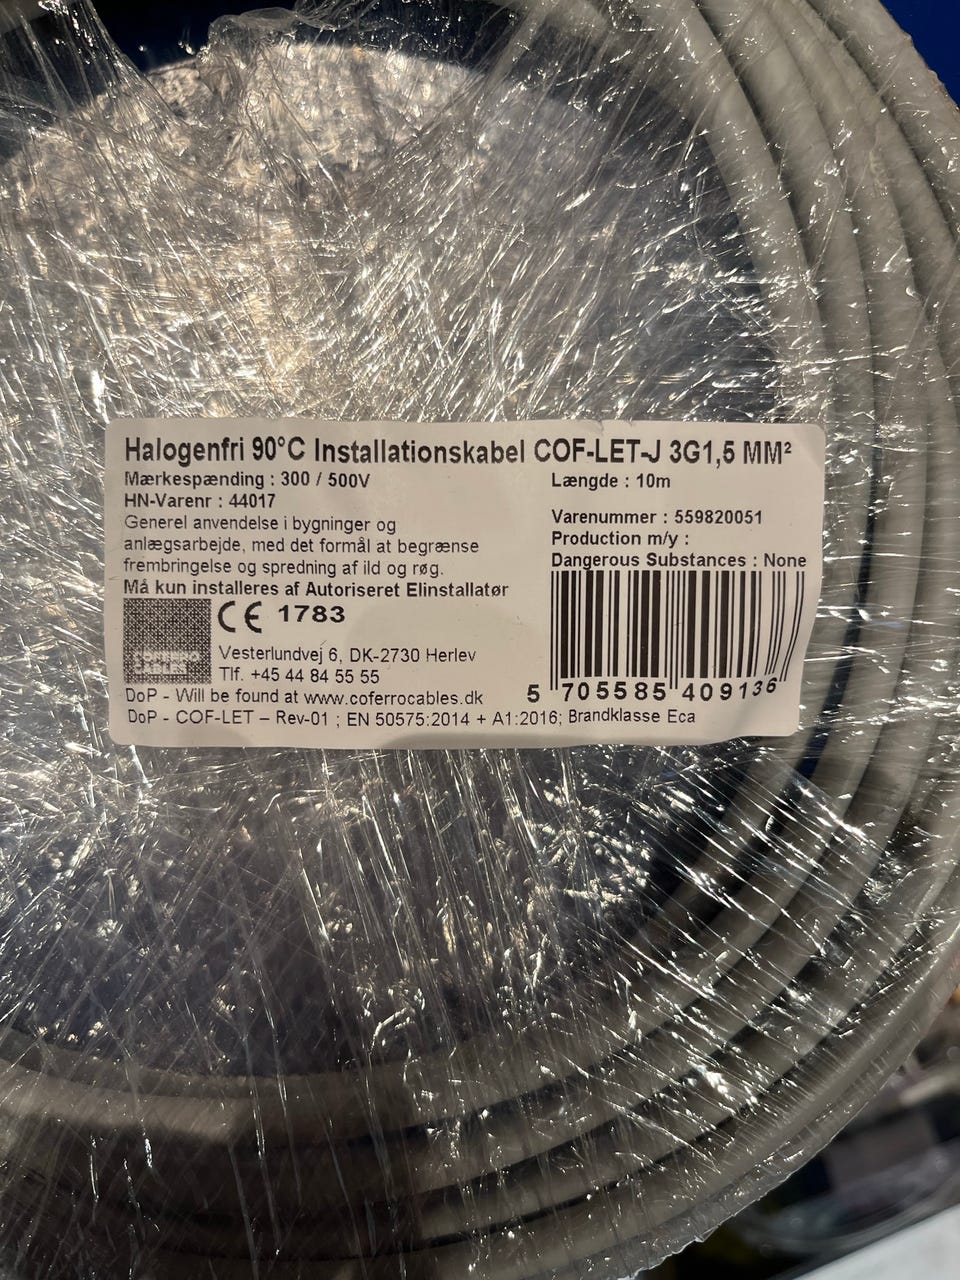 Halogenfri 90°C Installationskabel COF-LET-J 3G1,5 MM²
Mærkespænding : 300 / 500V
HN-Varenr : 44017
Generel anvendelse i bygninger og
anlægsarbejde, med det formål at begrænse
frembringelse og spredning af ild og røg.
Må kun installeres af Autoriseret Elinstallatør
CE 1783
Vesterlundvej 6, DK-2730 Herlev
Tlf. +45 44 84 55 55
DoP - Will be found at www.coferrocables.dk
DoP - COF-LET – Rev-01 ; EN 50575:2014 + A1:2016; Brandklasse Eca
Længde : 10m
Varenummer : 559820051
Production m/y :
Dangerous Substances : None
5 705585 409136